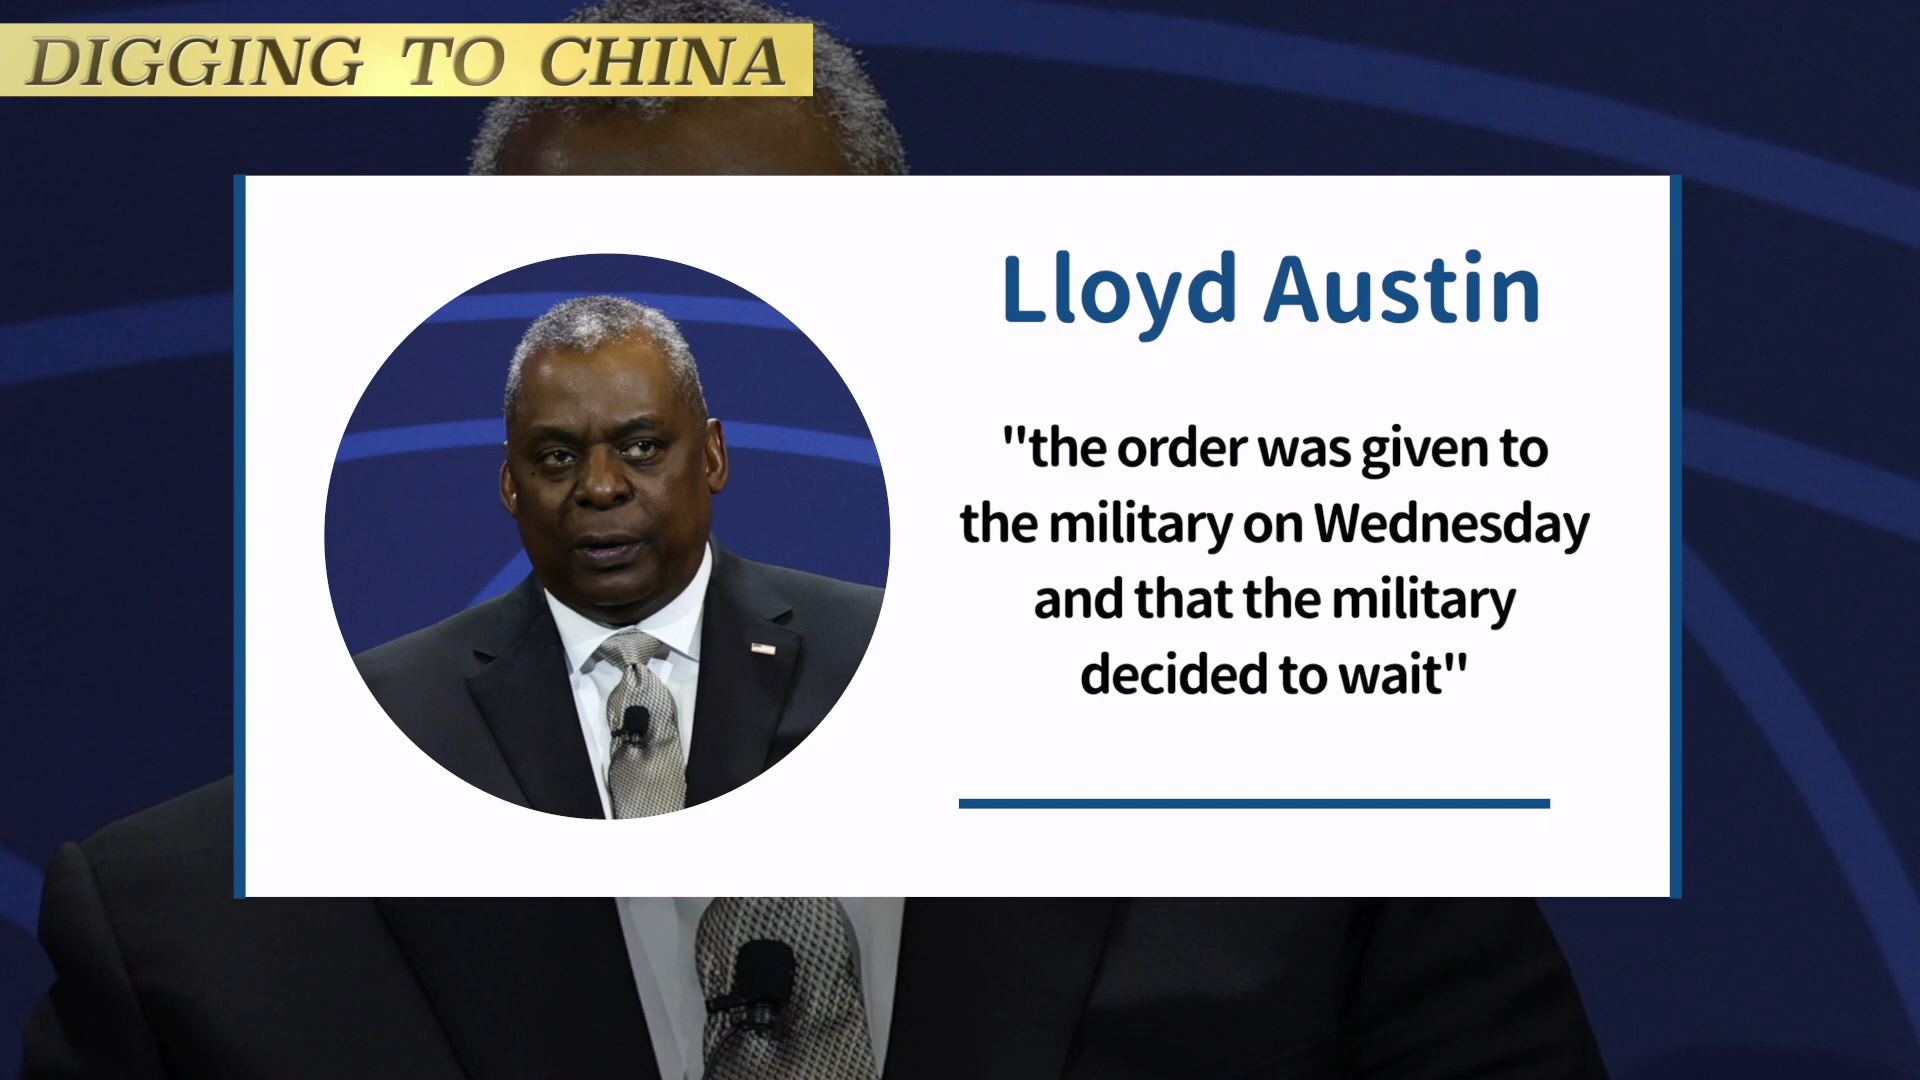 DIGGING TO CHINA
Lloyd Austin
"the order was given to
the military on Wednesday
and that the military
decided to wait"